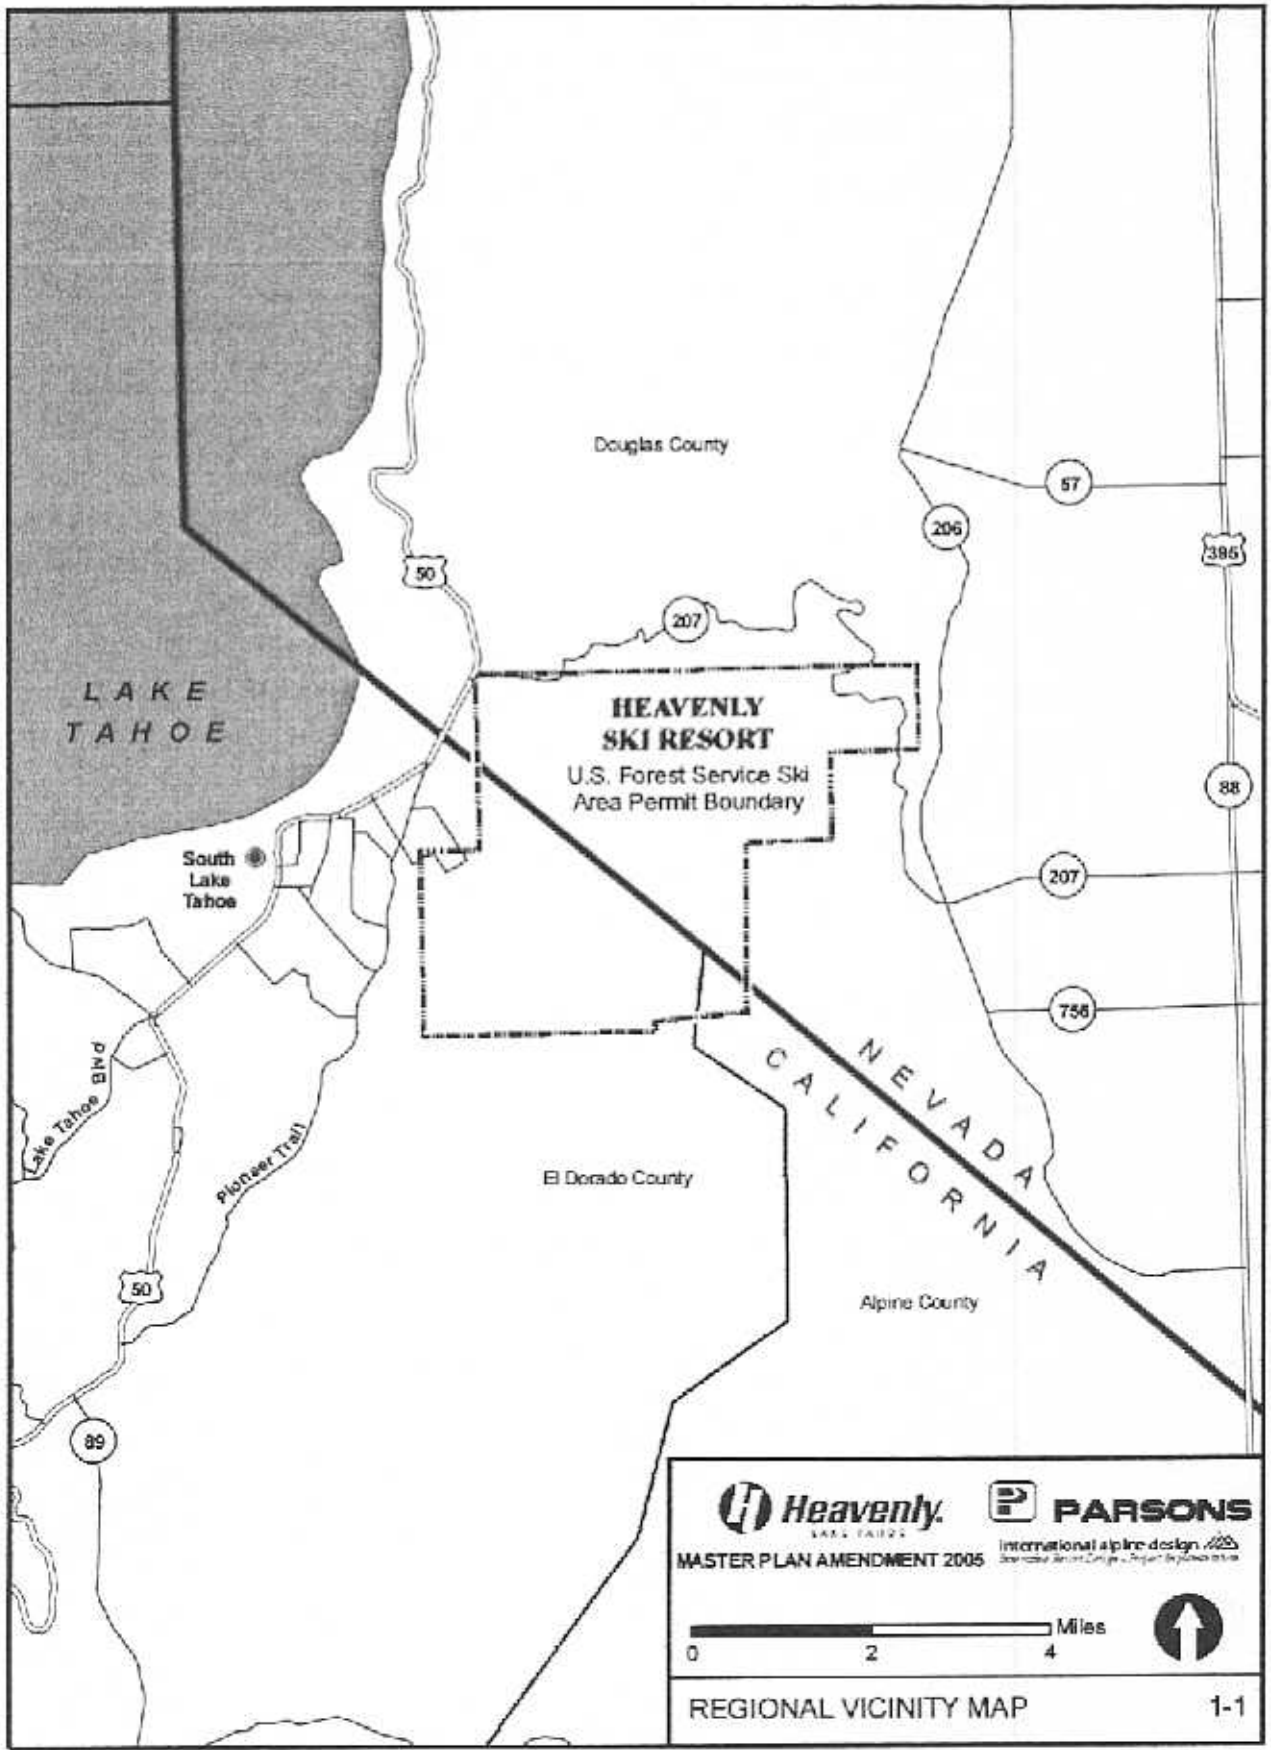 Douglas County
57
206
395
50
207
LAKE
TAHOE
HEAVENLY
SKI RESORT
U.S. Forest Service Ski
Area Permit Boundary
88
South
Lake
Tahoe
207
756
NEVADA
CALIFORNIA
Lake Tahoe Blvd
Pioneer Trail
El Dorado County
50
Alpine County
89
Heavenly.
LAKE TAHOE
PARSONS
MASTER PLAN AMENDMENT 2005
international alpine design
Miles
0 2 4
REGIONAL VICINITY MAP 1-1